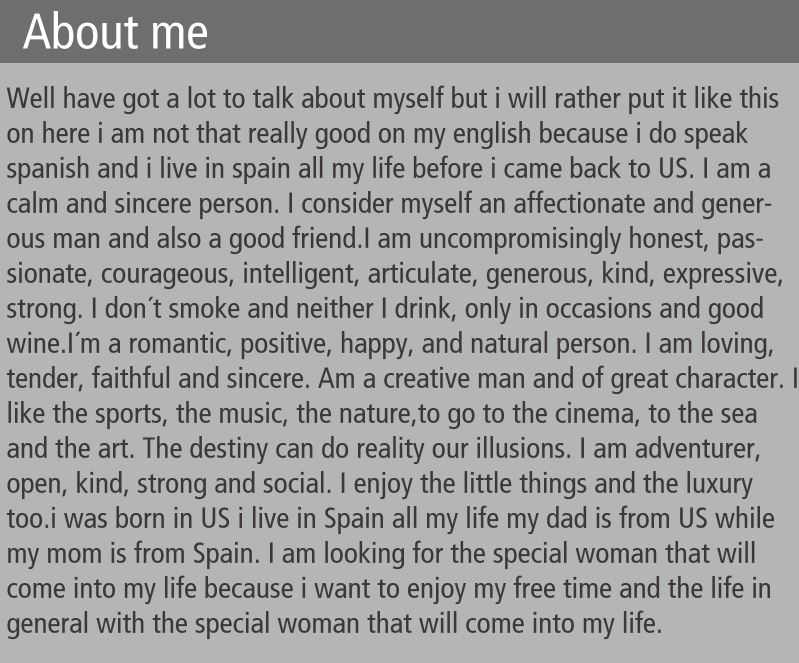 About me
Well have got a lot to talk about myself but i will rather put it like this
on here i am not that really good on my english because i do speak
spanish and i live in spain all my life before i came back to US. I am a
calm and sincere person. I consider myself an affectionate and gener-
ous man and also a good friend.I am uncompromisingly honest, pas-
sionate, courageous, intelligent, articulate, generous, kind, expressive,
strong. I don´t smoke and neither I drink, only in occasions and good
wine.I´m a romantic, positive, happy, and natural person. I am loving,
tender, faithful and sincere. Am a creative man and of great character. I
like the sports, the music, the nature,to go to the cinema, to the sea
and the art. The destiny can do reality our illusions. I am adventurer,
open, kind, strong and social. I enjoy the little things and the luxury
too.i was born in US i live in Spain all my life my dad is from US while
my mom is from Spain. I am looking for the special woman that will
come into my life because i want to enjoy my free time and the life in
general with the special woman that will come into my life.